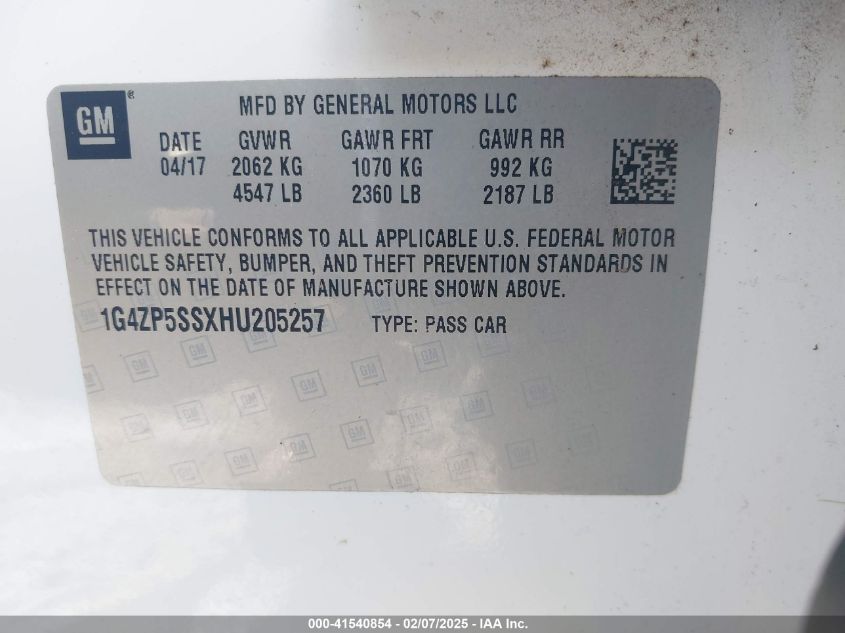 GM®
MFD BY GENERAL MOTORS LLC
DATE GVWR GAWR FRT GAWR RR
04/17 2062 KG 1070 KG 992 KG
4547 LB 2360 LB 2187 LB
THIS VEHICLE CONFORMS TO ALL APPLICABLE U.S. FEDERAL MOTOR
VEHICLE SAFETY, BUMPER, AND THEFT PREVENTION STANDARDS IN
EFFECT ON THE DATE OF MANUFACTURE SHOWN ABOVE.
1G4ZP5SSXHU205257 TYPE: PASS CAR
000-41540854 - 02/07/2025 - IAA Inc.